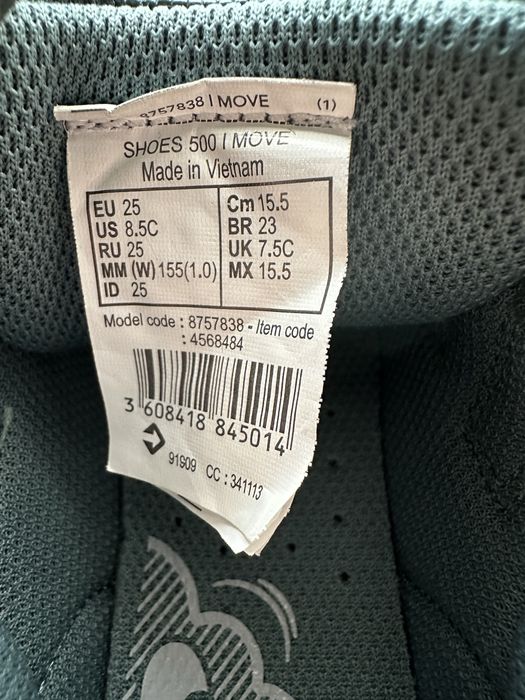 8757838 I MOVE (1)
SHOES 500 I MOVE
Made in Vietnam
EU 25 Cm 15.5
US 8.5C BR 23
RU 25 UK 7.5C
MM (W) 155(1.0) MX 15.5
ID 25
Model code : 8757838 - Item code
: 4568484
3 608418 845014
91909 CC : 341113